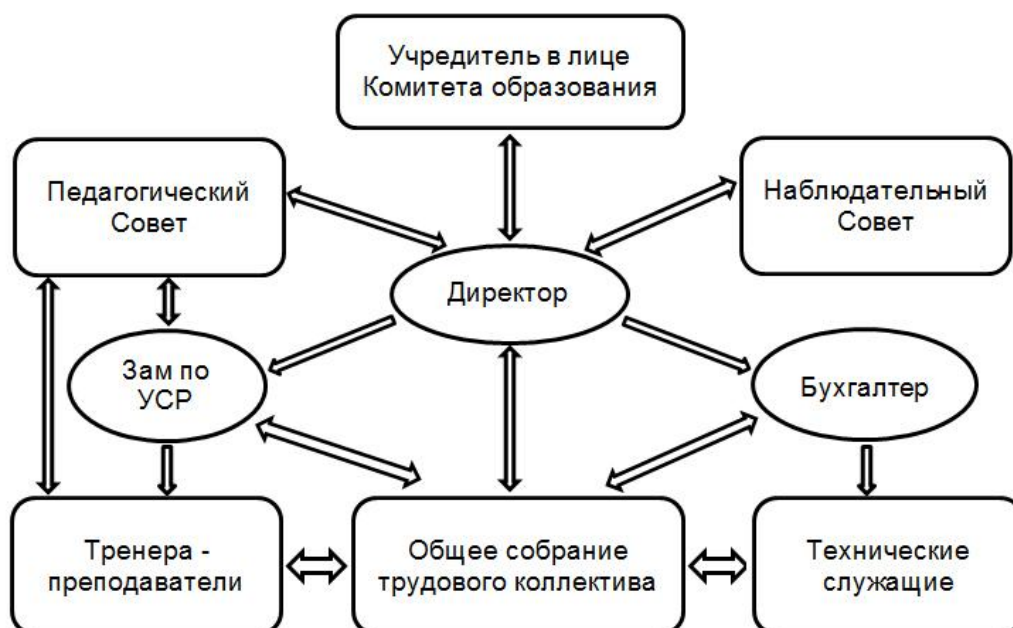 Учредитель в лице
Комитета образования
Педагогический
Совет
Наблюдательный
Совет
Директор
Зам по
УСР
Бухгалтер
Тренера -
преподаватели
Общее собрание
трудового коллектива
Технические
служащие